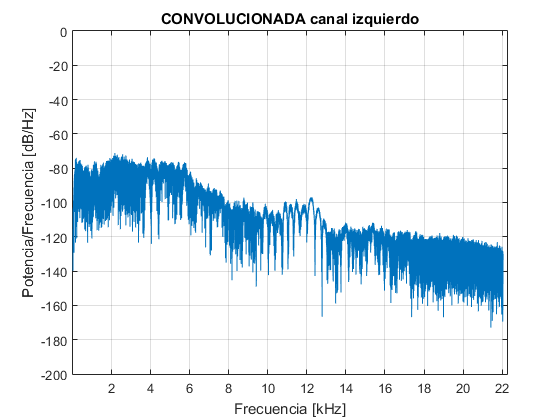 CONVOLUCIONADA canal izquierdo
Potencia/Frecuencia [dB/Hz]
0
-20
-40
-60
-80
-100
-120
-140
-160
-180
-200
2 4 6 8 10 12 14 16 18 20 22
Frecuencia [kHz]